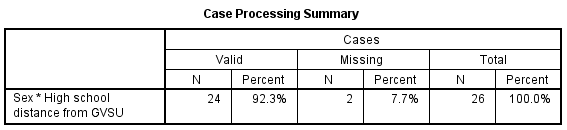 Case Processing Summary
Cases
Valid Missing Total
N Percent N Percent N Percent
Sex * High school
distance from GVSU 24 92.3% 2 7.7% 26 100.0%